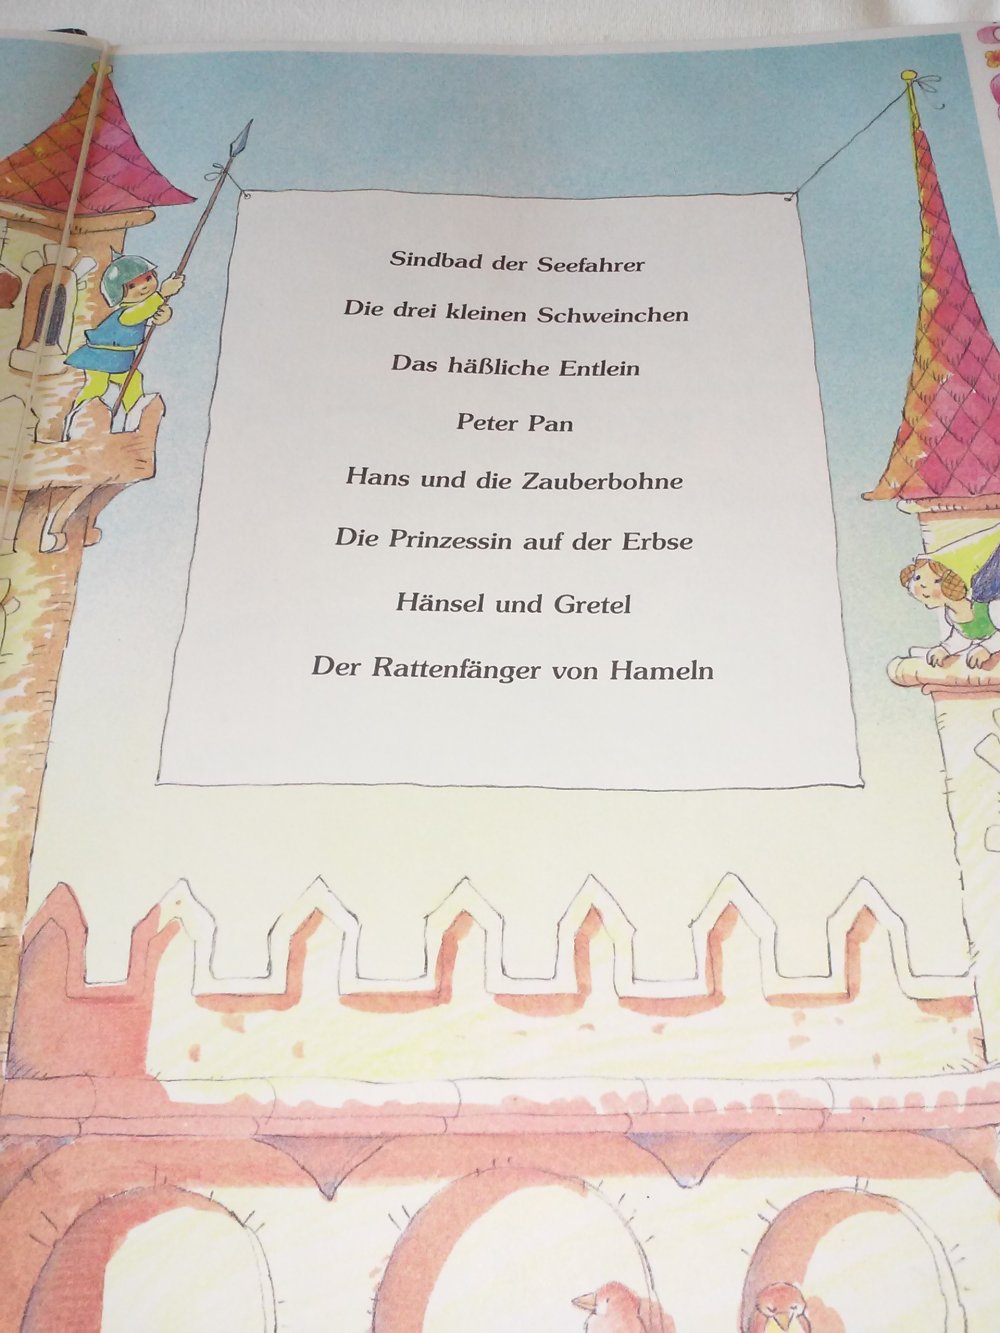 Sindbad der Seefahrer
Die drei kleinen Schweinchen
Das häßliche Entlein
Peter Pan
Hans und die Zauberbohne
Die Prinzessin auf der Erbse
Hänsel und Gretel
Der Rattenfänger von Hameln